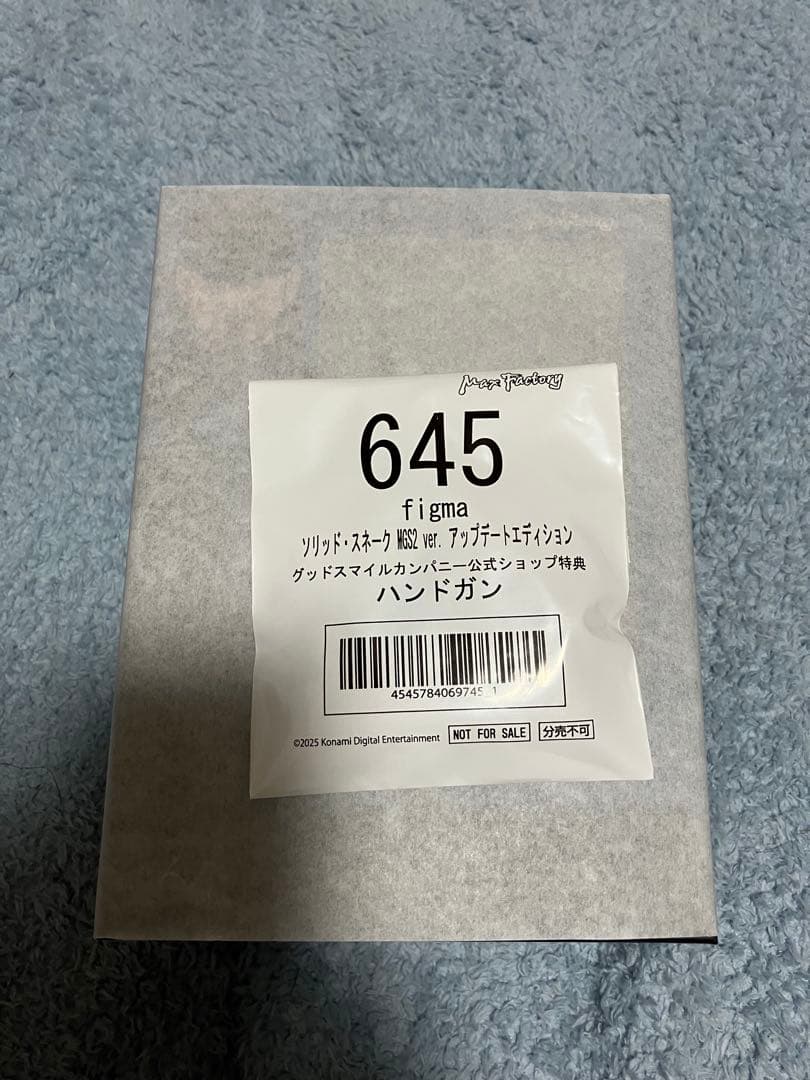 Max Factory
645
figma
ソリッド・スネーク MGS2 ver. アップデートエディション
グッドスマイルカンパニー公式ショップ特典
ハンドガン
4545784069745 1
©2025 Konami Digital Entertainment NOT FOR SALE 分売不可